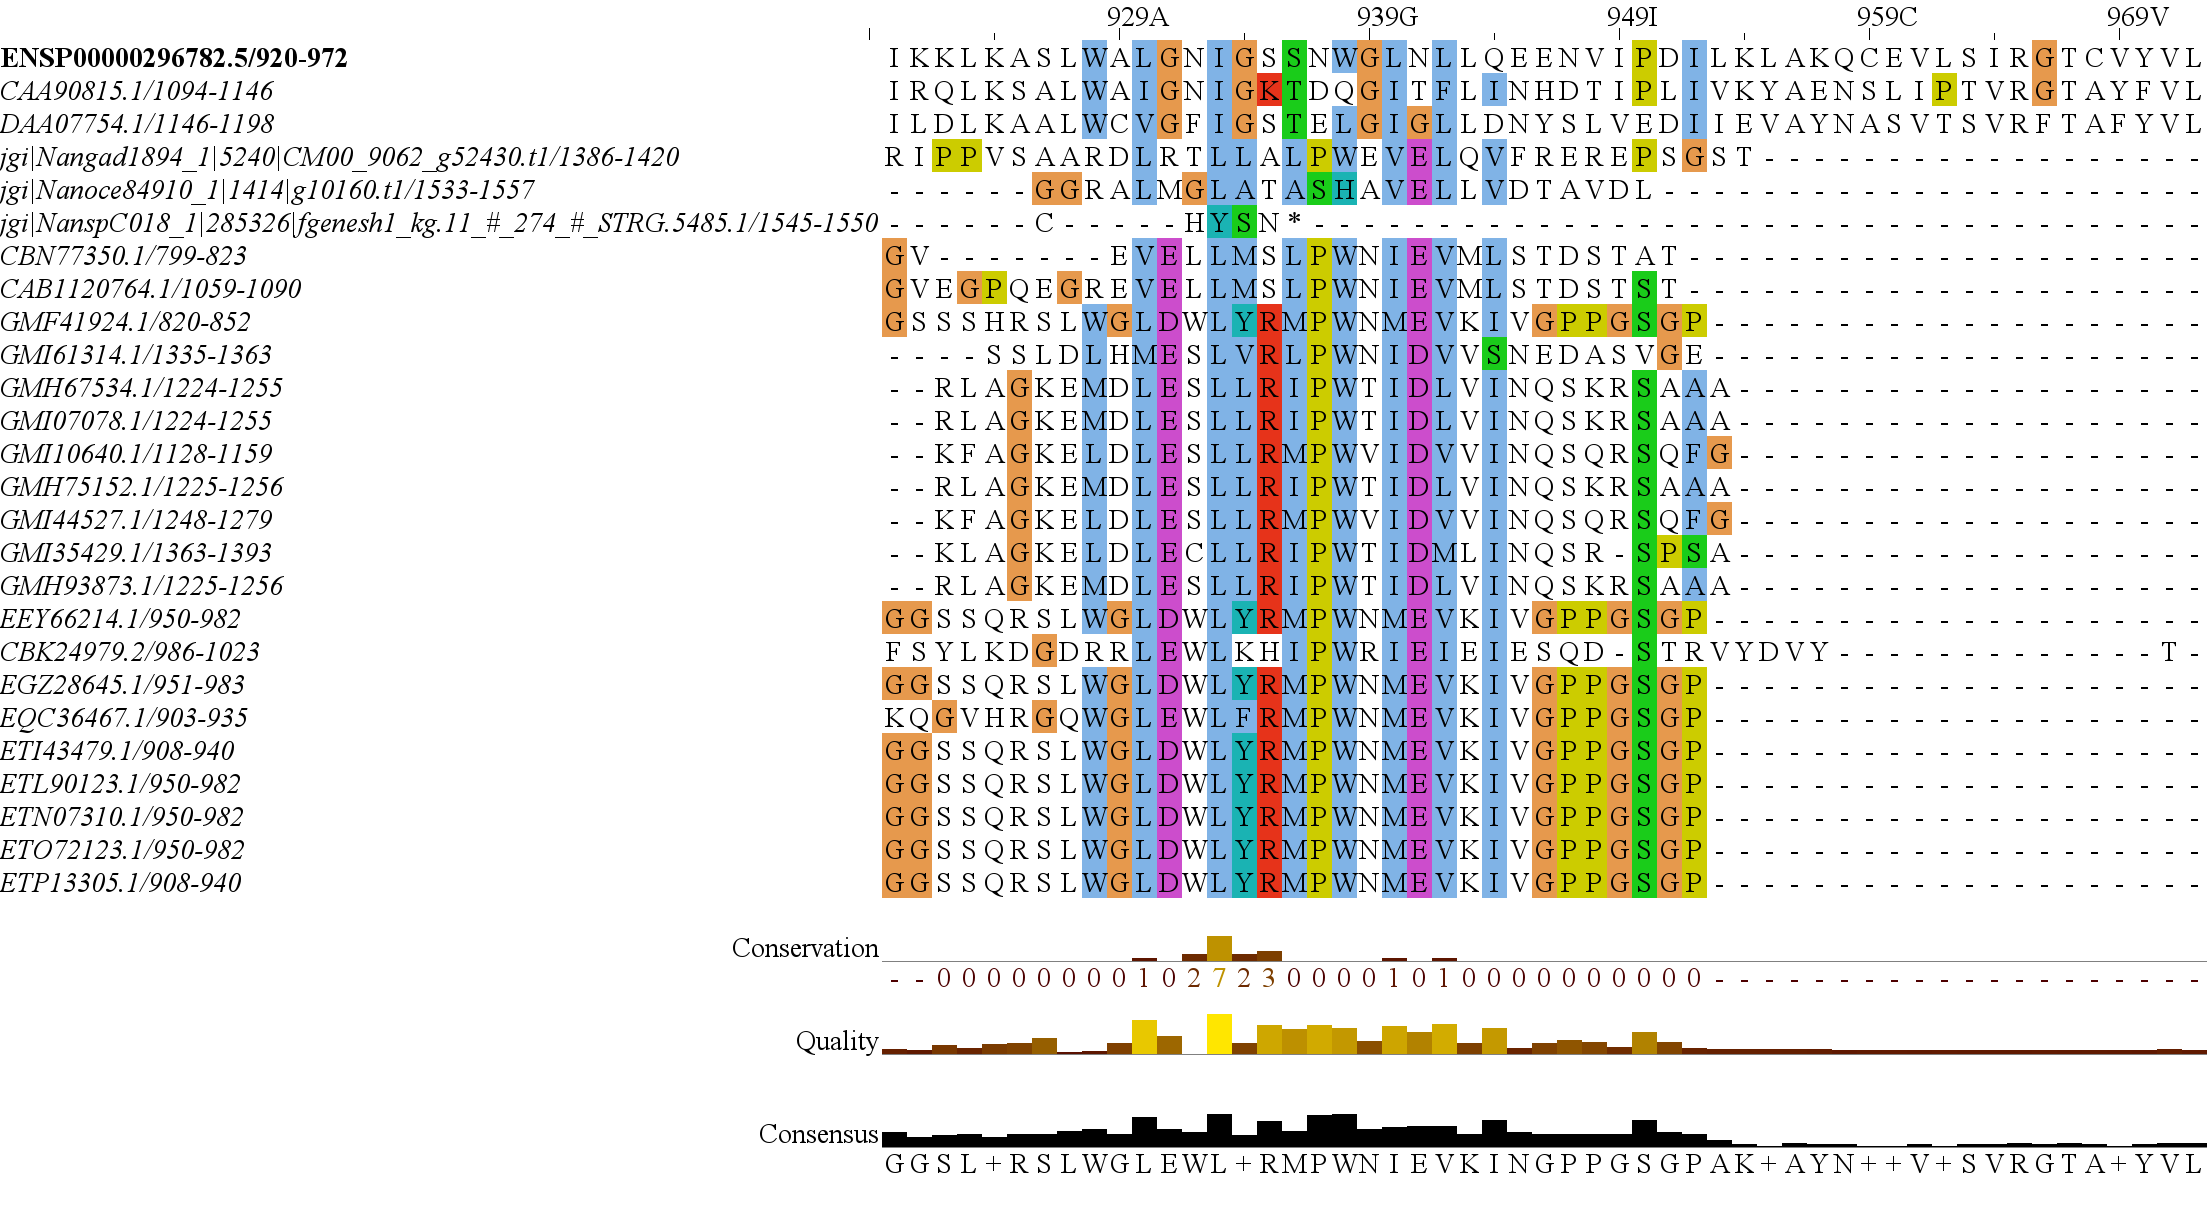 929A 939G 949I 959C 969V
ENSP00000296782.5/920-972 IKKLKASLWALGNIGSSNWGLNLLQEENVIPDILKLAKQCEVLSIRGTCVYVL
CAA90815.1/1094-1146 IRQLKSALWAIGNIGKTDQGITFLINHDTIPLIVKYAENSLIPTVRGTAYFVL
DAA07754.1/1146-1198 ILDLKAALWCVGFIGSTELGIGLLDNYSLVEDIIEVAYNASVTSVRFTAFYVL
jgi|Nangad1894_1|5240|CM00_9062_g52430.t1/1386-1420 RIPPVSAARDLRTLLALPWEVELQVFREREPSGST------------------
jgi|Nanoce84910_1|1414|g10160.t1/1533-1557 ------GGRALMGLATASHAVELLVDTAVDL----------------------
jgi|NanspC018_1|285326|fgenesh1_kg.11_#_274_#_STRG.5485.1/1545-1550 ------C-----HYSN*------------------------------------
CBN77350.1/799-823 GV-------EVELLMSLPWNIEVMLSTDSTAT---------------------
CAB1120764.1/1059-1090 GVEGPQEGREVELLMSLPWNIEVMLSTDSTST---------------------
GMF41924.1/820-852 GSSSHRSLWGLDWLYRMPWNMEVKIVGPPGSGP--------------------
GMI61314.1/1335-1363 ----SSLDLHMESLVRLPWNIDVVSNEDASVGE--------------------
GMH67534.1/1224-1255 --RLAGKEMDLESLLRIPWTIDLVINQSKRSAAA-------------------
GMI07078.1/1224-1255 --RLAGKEMDLESLLRIPWTIDLVINQSKRSAAA-------------------
GMI10640.1/1128-1159 --KFAGKELDLESLLRMPWVIDVVINQSQRSQFG-------------------
GMH75152.1/1225-1256 --RLAGKEMDLESLLRIPWTIDLVINQSKRSAAA-------------------
GMI44527.1/1248-1279 --KFAGKELDLESLLRMPWVIDVVINQSQRSQFG-------------------
GMI35429.1/1363-1393 --KLAGKELDLECLLRIPWTIDMLINQSR-SPSA-------------------
GMH93873.1/1225-1256 --RLAGKEMDLESLLRIPWTIDLVINQSKRSAAA-------------------
EEY66214.1/950-982 GGSSQRSLWGLDWLYRMPWNMEVKIVGPPGSGP--------------------
CBK24979.2/986-1023 FSYLKDGDRRLEWLKHIPWRIEIEIESQD-STRVYDVY-------------T-
EGZ28645.1/951-983 GGSSQRSLWGLDWLYRMPWNMEVKIVGPPGSGP--------------------
EQC36467.1/903-935 KQGVHRGQWGLEWLFRMPWNMEVKIVGPPGSGP--------------------
ETI43479.1/908-940 GGSSQRSLWGLDWLYRMPWNMEVKIVGPPGSGP--------------------
ETL90123.1/950-982 GGSSQRSLWGLDWLYRMPWNMEVKIVGPPGSGP--------------------
ETN07310.1/950-982 GGSSQRSLWGLDWLYRMPWNMEVKIVGPPGSGP--------------------
ETO72123.1/950-982 GGSSQRSLWGLDWLYRMPWNMEVKIVGPPGSGP--------------------
ETP13305.1/908-940 GGSSQRSLWGLDWLYRMPWNMEVKIVGPPGSGP--------------------
Conservation
--0000000010272300001010000000000--------------------
Quality
Consensus
GGSL+RSLWGLEWL+RMPWNIEVKINGPPGSGPAK+AYN++V+SVRGTA+YVL